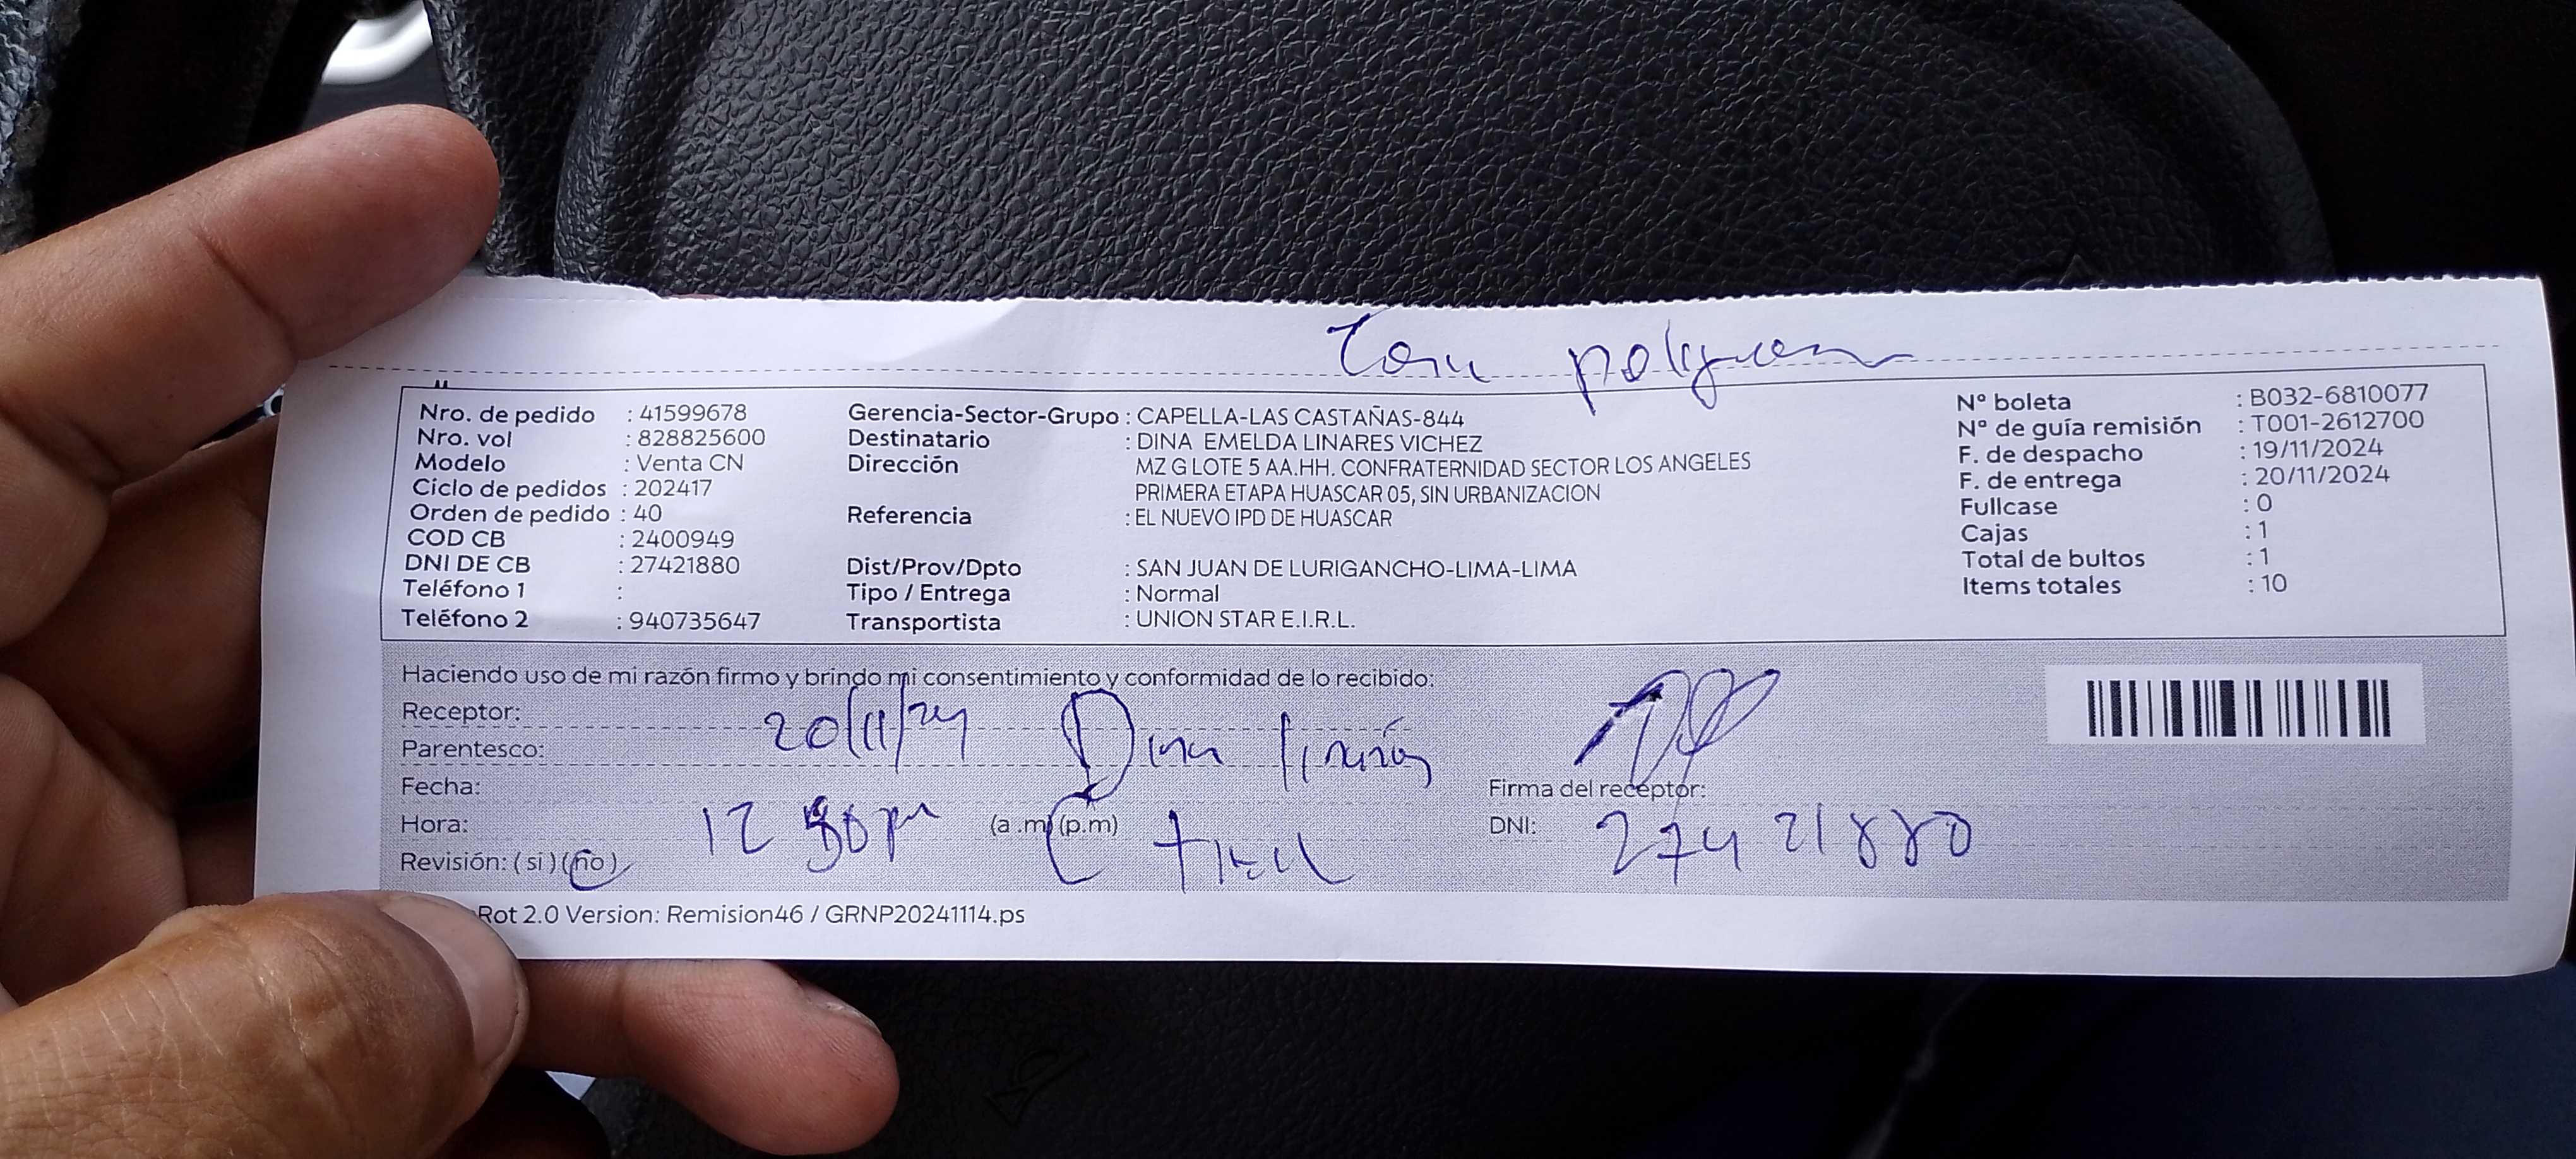 Nro. de pedido : 41599678
Nro. vol : 828825600
Modelo : Venta CN
Ciclo de pedidos : 202417
Orden de pedido : 40
COD CB : 2400949
DNI DE CB : 27421880
Teléfono 1 :
Teléfono 2 : 940735647
Gerencia-Sector-Grupo : CAPELLA-LAS CASTAÑAS-844
Destinatario : DINA EMELDA LINARES VICHEZ
Dirección MZ G LOTE 5 AA.HH. CONFRATERNIDAD SECTOR LOS ANGELES
PRIMERA ETAPA HUASCAR 05, SIN URBANIZACION
Referencia : EL NUEVO IPD DE HUASCAR
Dist/Prov/Dpto : SAN JUAN DE LURIGANCHO-LIMA-LIMA
Tipo / Entrega : Normal
Transportista : UNION STAR E.I.R.L.
N° boleta : B032-6810077
N° de guía remisión : T001-2612700
F. de despacho : 19/11/2024
F. de entrega : 20/11/2024
Fullcase : 0
Cajas : 1
Total de bultos : 1
Items totales : 10
Haciendo uso de mi razón firmo y brindo mi consentimiento y conformidad de lo recibido:
Receptor:
20/11/24 Dina
Parentesco:
Fecha:
Firma del receptor:
Hora: 12 pm (a.m) (p.m)
DNI: 27421880
Revisión: (si) (no)
Rot 2.0 Version: Remision46 / GRNP20241114.ps